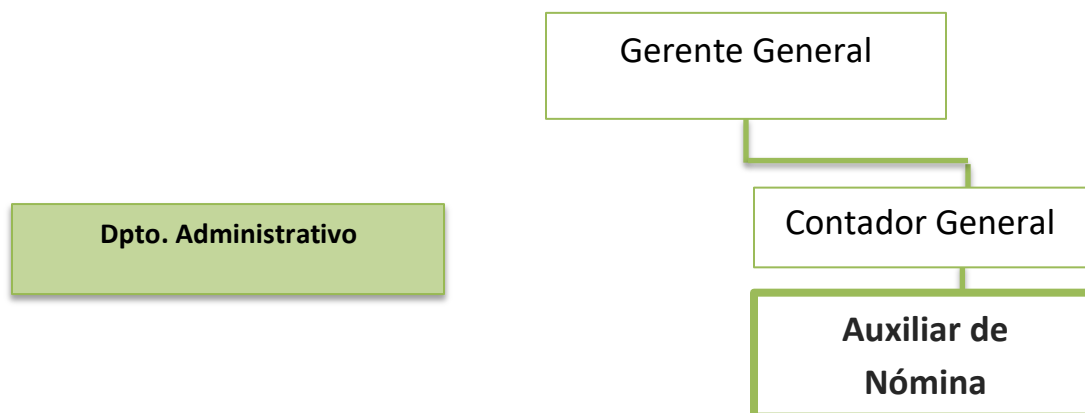 Gerente General
Contador General
Dpto. Administrativo
Auxiliar de
Nómina